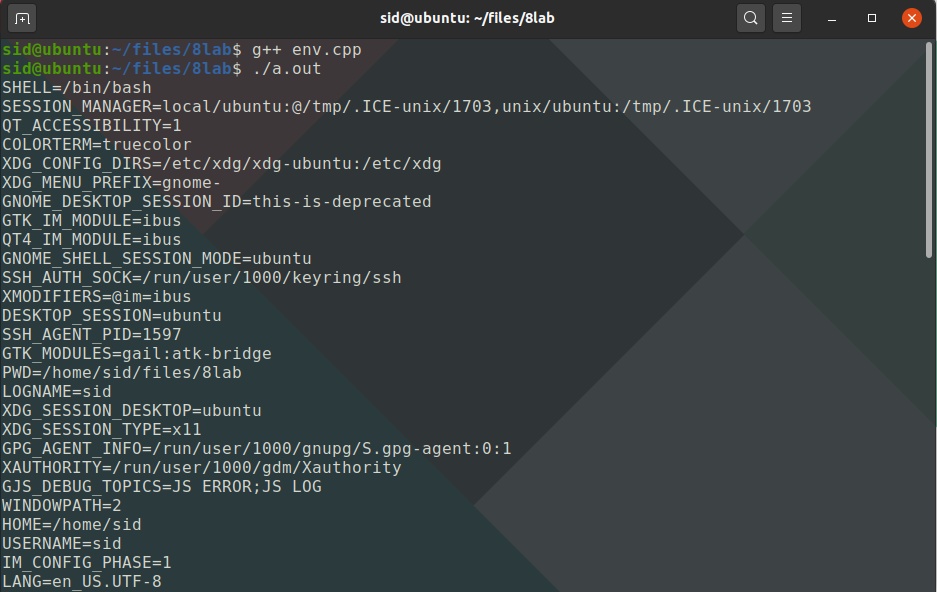 sid@ubuntu: ~/files/8lab
sid@ubuntu:~/files/8lab$ g++ env.cpp
sid@ubuntu:~/files/8lab$ ./a.out
SHELL=/bin/bash
SESSION_MANAGER=local/ubuntu:@/tmp/.ICE-unix/1703,unix/ubuntu:/tmp/.ICE-unix/1703
QT_ACCESSIBILITY=1
COLORTERM=truecolor
XDG_CONFIG_DIRS=/etc/xdg/xdg-ubuntu:/etc/xdg
XDG_MENU_PREFIX=gnome-
GNOME_DESKTOP_SESSION_ID=this-is-deprecated
GTK_IM_MODULE=ibus
QT4_IM_MODULE=ibus
GNOME_SHELL_SESSION_MODE=ubuntu
SSH_AUTH_SOCK=/run/user/1000/keyring/ssh
XMODIFIERS=@im=ibus
DESKTOP_SESSION=ubuntu
SSH_AGENT_PID=1597
GTK_MODULES=gail:atk-bridge
PWD=/home/sid/files/8lab
LOGNAME=sid
XDG_SESSION_DESKTOP=ubuntu
XDG_SESSION_TYPE=x11
GPG_AGENT_INFO=/run/user/1000/gnupg/S.gpg-agent:0:1
XAUTHORITY=/run/user/1000/gdm/Xauthority
GJS_DEBUG_TOPICS=JS ERROR;JS LOG
WINDOWPATH=2
HOME=/home/sid
USERNAME=sid
IM_CONFIG_PHASE=1
LANG=en_US.UTF-8